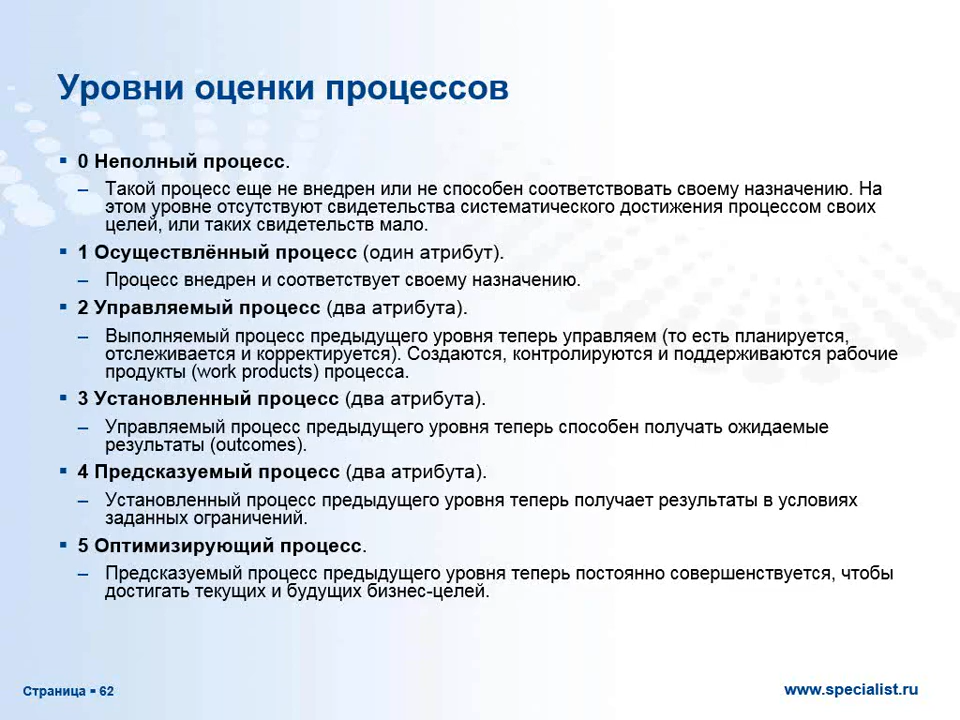 Уровни оценки процессов
▪ 0 Неполный процесс.
– Такой процесс еще не внедрен или не способен соответствовать своему назначению. На
этом уровне отсутствуют свидетельства систематического достижения процессом своих
целей, или таких свидетельств мало.
▪ 1 Осуществлённый процесс (один атрибут).
– Процесс внедрен и соответствует своему назначению.
▪ 2 Управляемый процесс (два атрибута).
– Выполняемый процесс предыдущего уровня теперь управляем (то есть планируется,
отслеживается и корректируется). Создаются, контролируются и поддерживаются рабочие
продукты (work products) процесса.
▪ 3 Установленный процесс (два атрибута).
– Управляемый процесс предыдущего уровня теперь способен получать ожидаемые
результаты (outcomes).
▪ 4 Предсказуемый процесс (два атрибута).
– Установленный процесс предыдущего уровня теперь получает результаты в условиях
заданных ограничений.
▪ 5 Оптимизирующий процесс.
– Предсказуемый процесс предыдущего уровня теперь постоянно совершенствуется, чтобы
достигать текущих и будущих бизнес-целей.
Страница ▪ 62
www.specialist.ru